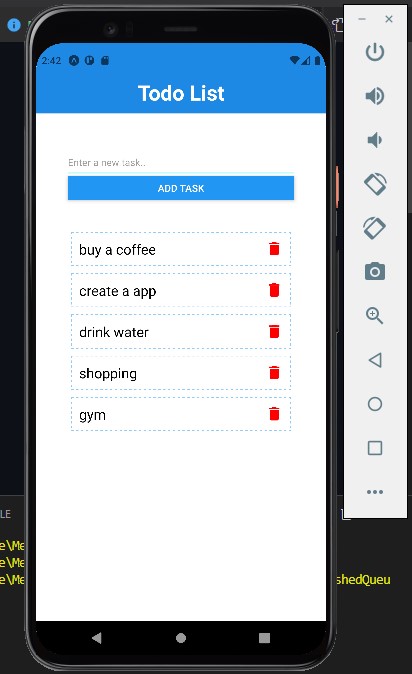 2:42
Todo List
Enter a new task..
ADD TASK
buy a coffee
create a app
drink water
shopping
gym
LE
e\Me
e\Me
e\Me
shedQueu